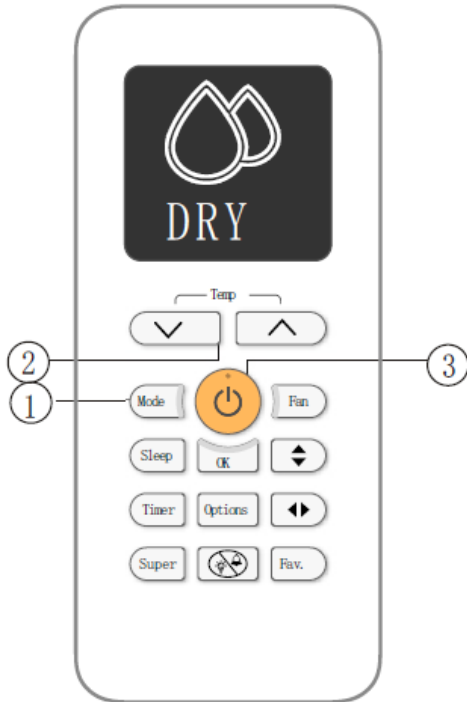 DRY
Temp
2
3
1
Mode
Fan
Sleep
OK
Timer
Options
Super
Fav.